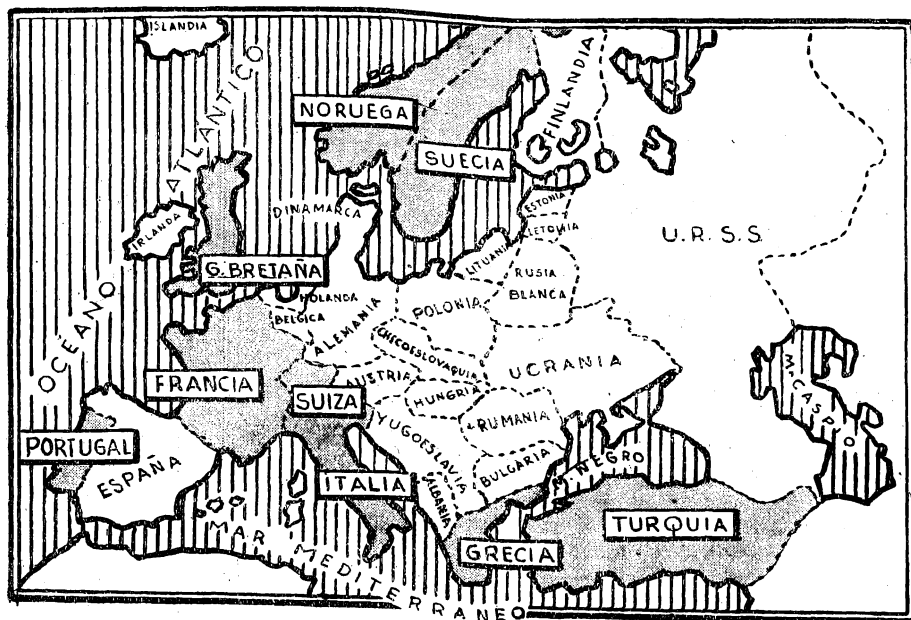 ISLANDIA
OCEANO ATLANTICO
NORUEGA
FINLANDIA
SUECIA
ESTONIA
DINAMARCA
LETONIA
IRLANDA
U.R.S.S.
LITUANIA
G.BRETAÑA
RUSIA
BLANCA
HOLANDA
BELGICA
POLONIA
ALEMANIA
CHECOESLOVAQUIA
UCRANIA
M. CASPIO
FRANCIA
AUSTRIA
SUIZA
HUNGRIA
RUMANIA
YUGOESLAVIA
PORTUGAL
ESPAÑA
BULGARIA
M. NEGRO
ITALIA
ALBANIA
TURQUIA
GRECIA
MAR MEDITERRANEO